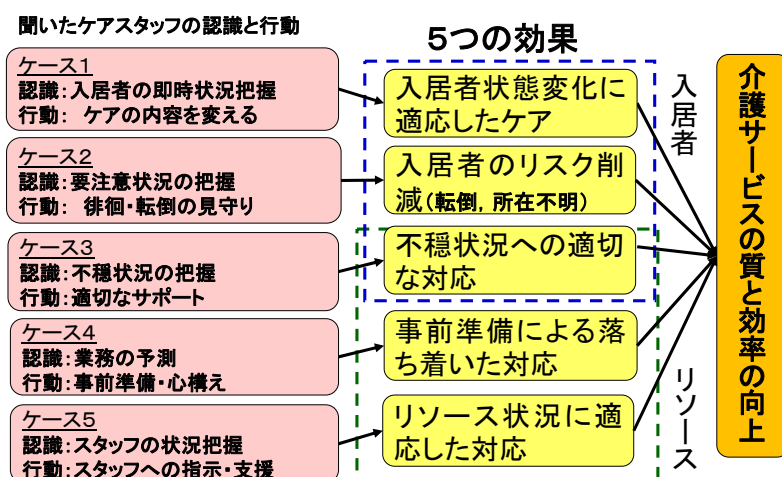 聞いたケアスタッフの認識と行動
ケース1
認識:入居者の即時状況把握
行動: ケアの内容を変える
ケース2
認識:要注意状況の把握
行動: 徘徊・転倒の見守り
ケース3
認識:不穏状況の把握
行動:適切なサポート
ケース4
認識:業務の予測
行動:事前準備・心構え
ケース5
認識:スタッフの状況把握
行動:スタッフへの指示・支援
5つの効果
入居者状態変化に
適応したケア
入居者のリスク削
減(転倒, 所在不明)
不穏状況への適切
な対応
事前準備による落
ち着いた対応
リソース状況に適
応した対応
入居者
リソース
介護サービスの質と効率の向上